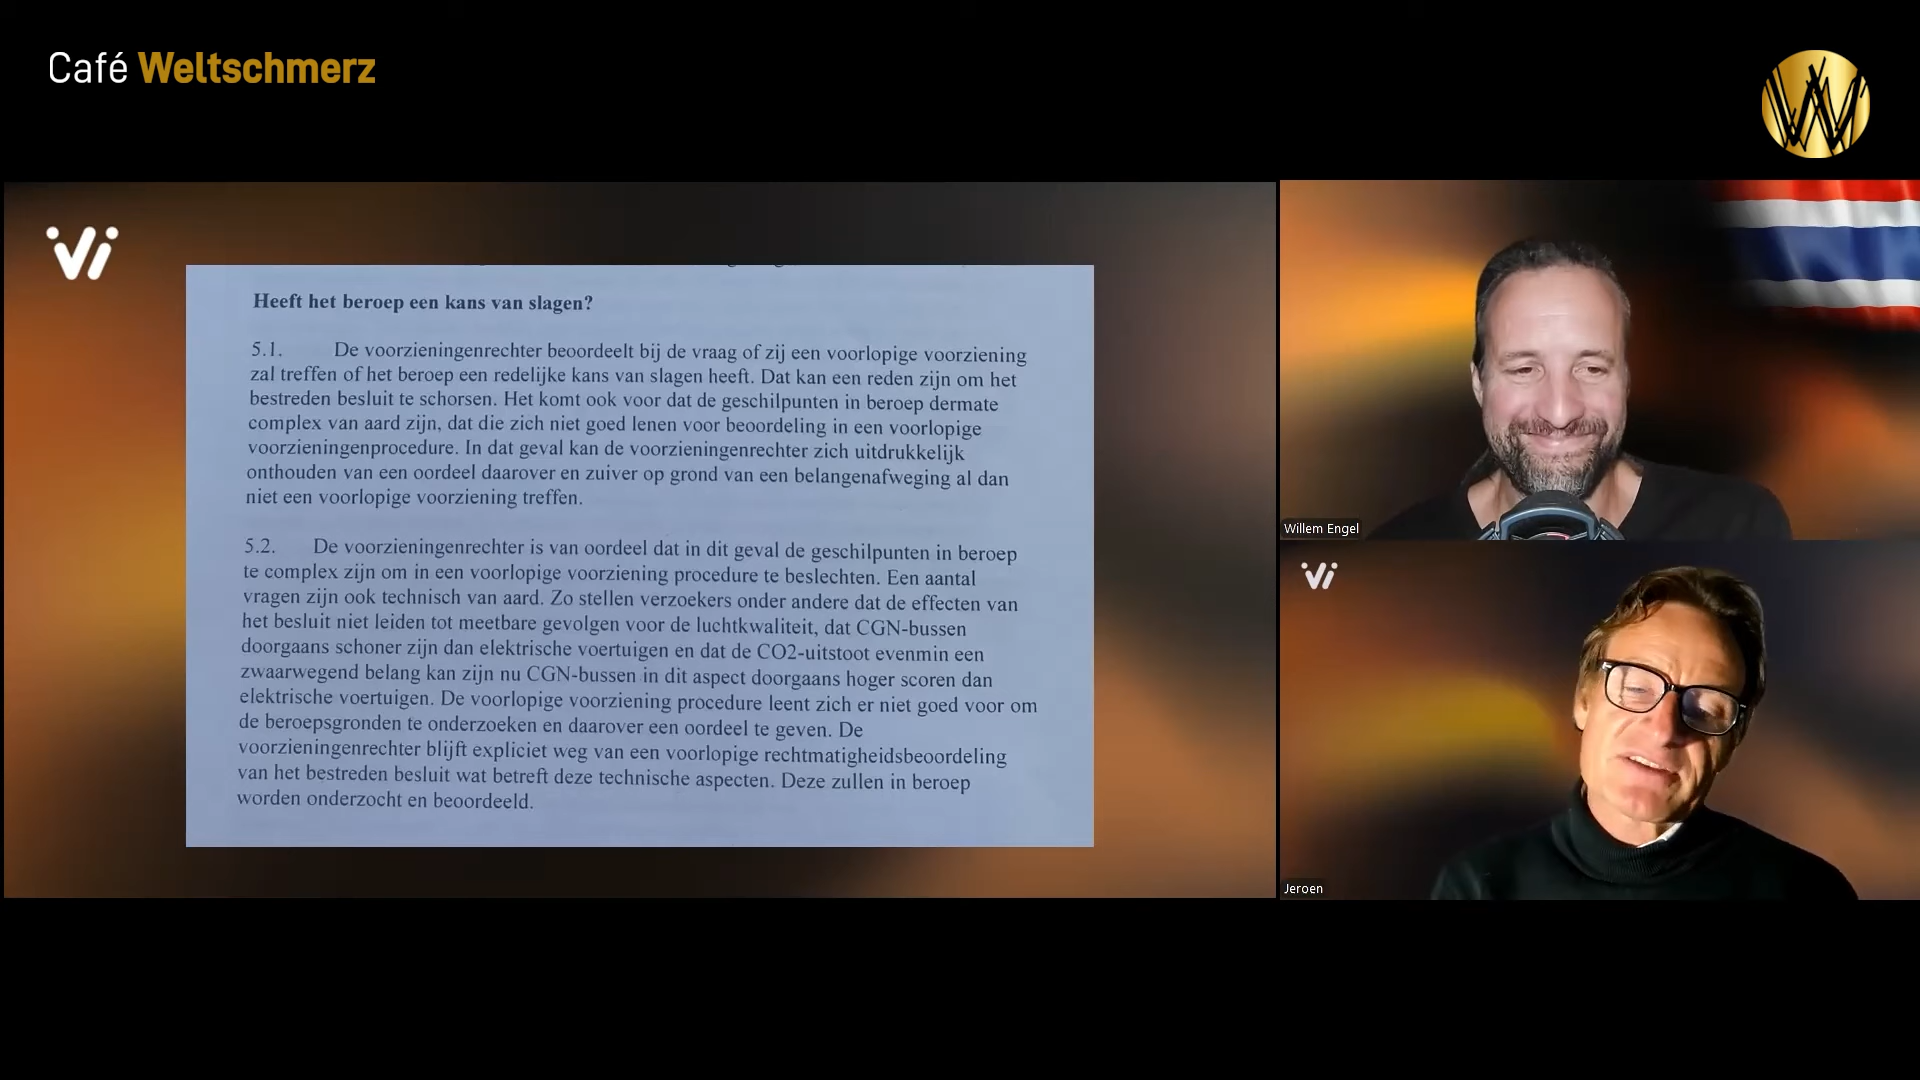 Café Weltschmerz
Heeft het beroep een kans van slagen?
5.1. De voorzieningenrechter beoordeelt bij de vraag of zij een voorlopige voorziening
zal treffen of het beroep een redelijke kans van slagen heeft. Dat kan een reden zijn om het
bestreden besluit te schorsen. Het komt ook voor dat de geschilpunten in beroep dermate
complex van aard zijn, dat die zich niet goed lenen voor beoordeling in een voorlopige
voorzieningenprocedure. In dat geval kan de voorzieningenrechter zich uitdrukkelijk
onthouden van een oordeel daarover en zuiver op grond van een belangenafweging al dan
niet een voorlopige voorziening treffen.
5.2. De voorzieningenrechter is van oordeel dat in dit geval de geschilpunten in beroep
te complex zijn om in een voorlopige voorziening procedure te beslechten. Een aantal
vragen zijn ook technisch van aard. Zo stellen verzoekers onder andere dat de effecten van
het besluit niet leiden tot meetbare gevolgen voor de luchtkwaliteit, dat CGN-bussen
doorgaans schoner zijn dan elektrische voertuigen en dat de CO2-uitstoot evenmin een
zwaarwegend belang kan zijn nu CGN-bussen in dit aspect doorgaans hoger scoren dan
elektrische voertuigen. De voorlopige voorziening procedure leent zich er niet goed voor om
de beroepsgronden te onderzoeken en daarover een oordeel te geven. De
voorzieningenrechter blijft expliciet weg van een voorlopige rechtmatigheidsbeoordeling
van het bestreden besluit wat betreft deze technische aspecten. Deze zullen in beroep
worden onderzocht en beoordeeld.
Willem Engel
Jeroen